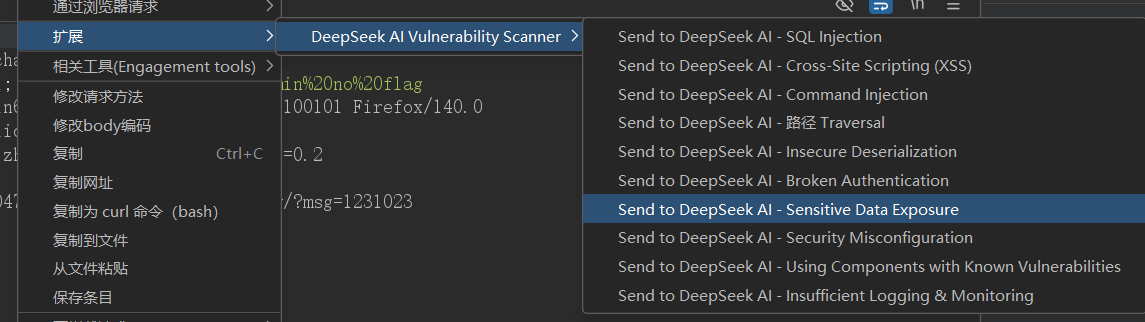 通过浏览器请求
扩展
相关工具(Engagement tools)
修改请求方法
修改body编码
复制 Ctrl+C
复制网址
复制为 curl 命令（bash）
复制到文件
从文件粘贴
保存条目
DeepSeek AI Vulnerability Scanner
Send to DeepSeek AI - SQL Injection
Send to DeepSeek AI - Cross-Site Scripting (XSS)
Send to DeepSeek AI - Command Injection
Send to DeepSeek AI - 路径 Traversal
Send to DeepSeek AI - Insecure Deserialization
Send to DeepSeek AI - Broken Authentication
Send to DeepSeek AI - Sensitive Data Exposure
Send to DeepSeek AI - Security Misconfiguration
Send to DeepSeek AI - Using Components with Known Vulnerabilities
Send to DeepSeek AI - Insufficient Logging & Monitoring
\n
in%20no%20flag
100101 Firefox/140.0
=0.2
/?msg=1231023